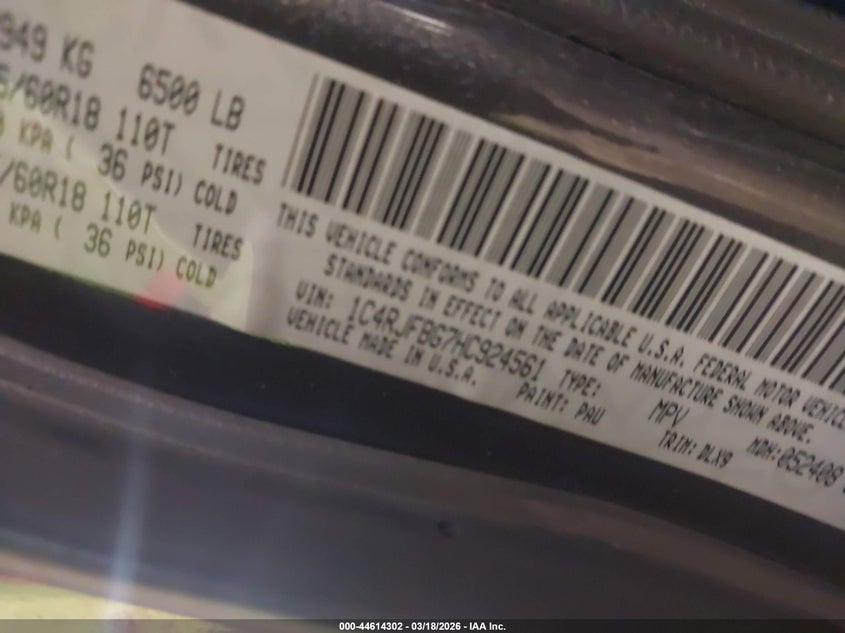 949 KG 6500 LB
5/60R18 110T TIRES
KPA ( 36 PSI) COLD
/60R18 110T TIRES
KPA ( 36 PSI) COLD
THIS VEHICLE CONFORMS TO ALL APPLICABLE U.S.A. FEDERAL MOTOR VEHICLE
STANDARDS IN EFFECT ON THE DATE OF MANUFACTURE SHOWN ABOVE.
VIN: 1C4RJFBG7HC924561 TYPE: MPV MDH: 052408
VEHICLE MADE IN U.S.A. PAINT: PAU TRIM: DLX9
000-44614302 - 03/18/2026 - IAA Inc.